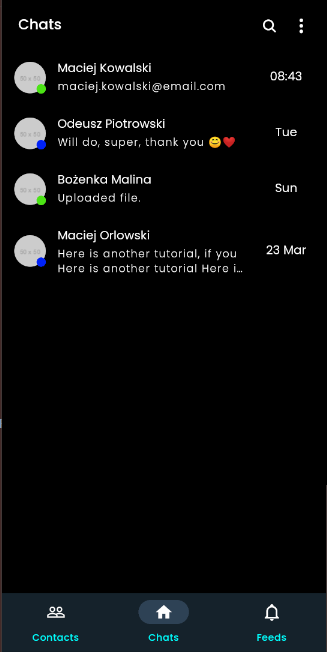 Chats
50 x 50
Maciej Kowalski
08:43
maciej.kowalski@email.com
50 x 50
Odeusz Piotrowski
Tue
Will do, super, thank you 😊❤️
50 x 50
Bożenka Malina
Sun
Uploaded file.
50 x 50
Maciej Orlowski
23 Mar
Here is another tutorial, if you
Here is another tutorial Here i...
Contacts
Chats
Feeds